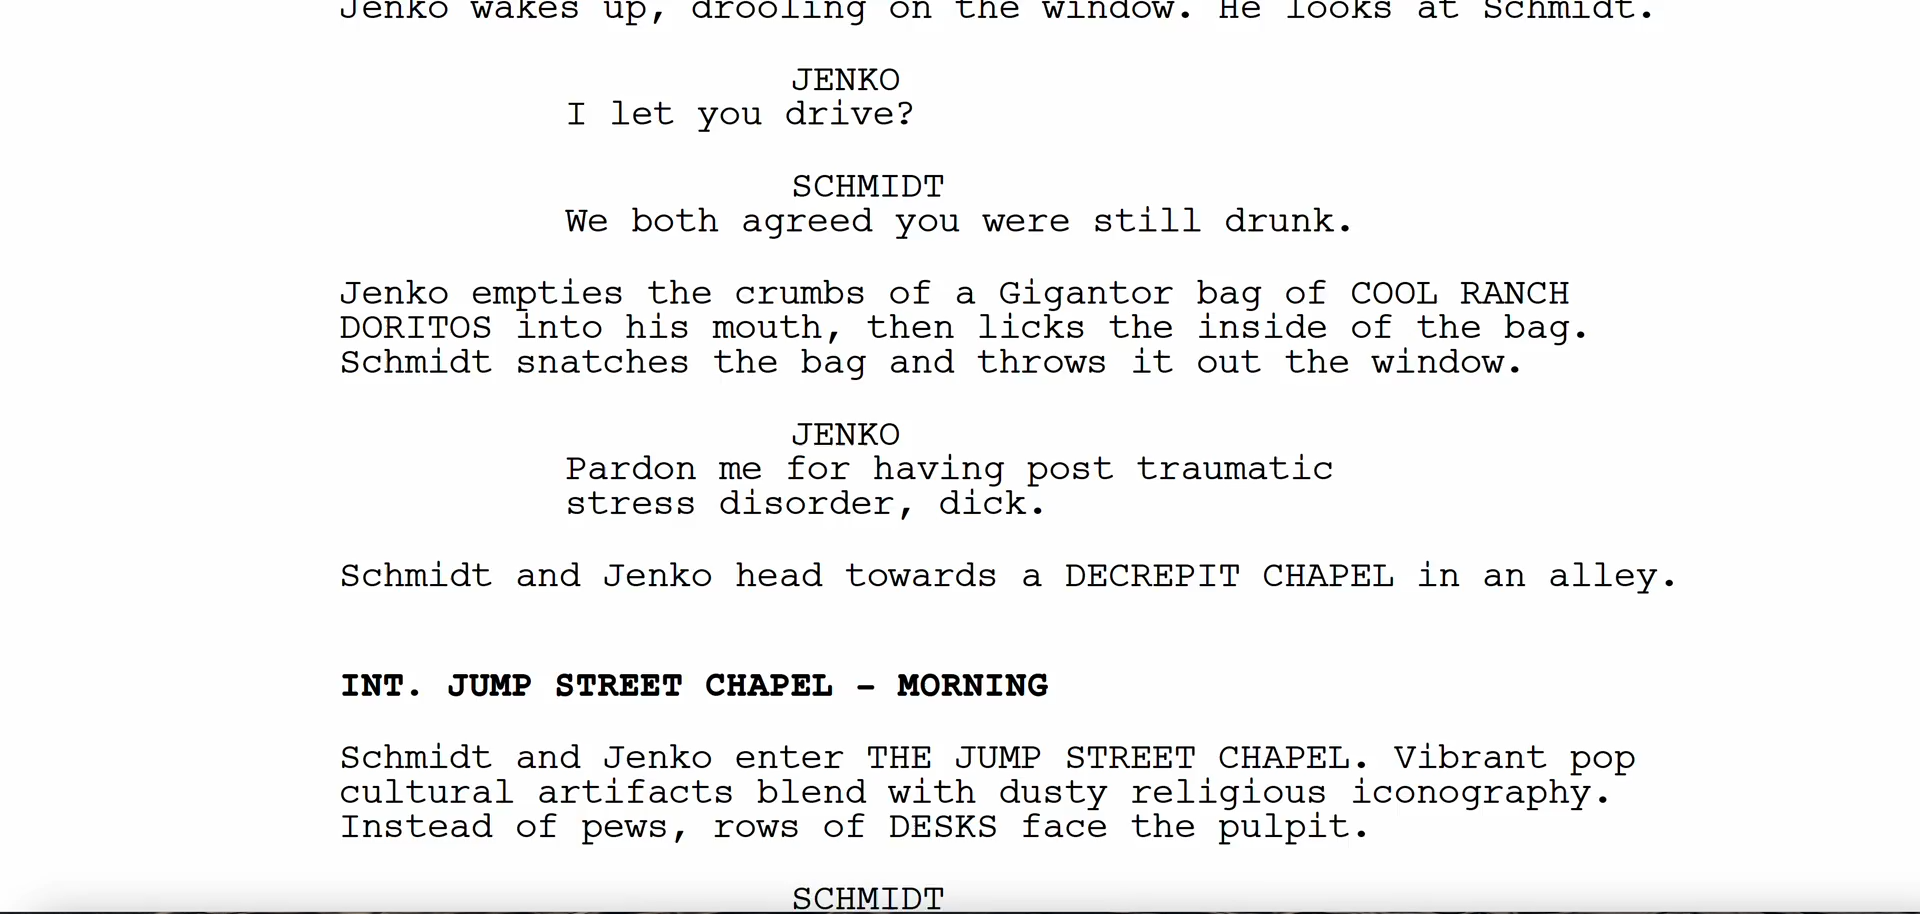 Jenko wakes up, drooling on the window. He looks at Schmidt.
JENKO
I let you drive?
SCHMIDT
We both agreed you were still drunk.
Jenko empties the crumbs of a Gigantor bag of COOL RANCH
DORITOS into his mouth, then licks the inside of the bag.
Schmidt snatches the bag and throws it out the window.
JENKO
Pardon me for having post traumatic
stress disorder, dick.
Schmidt and Jenko head towards a DECREPIT CHAPEL in an alley.
INT. JUMP STREET CHAPEL – MORNING
Schmidt and Jenko enter THE JUMP STREET CHAPEL. Vibrant pop
cultural artifacts blend with dusty religious iconography.
Instead of pews, rows of DESKS face the pulpit.
SCHMIDT